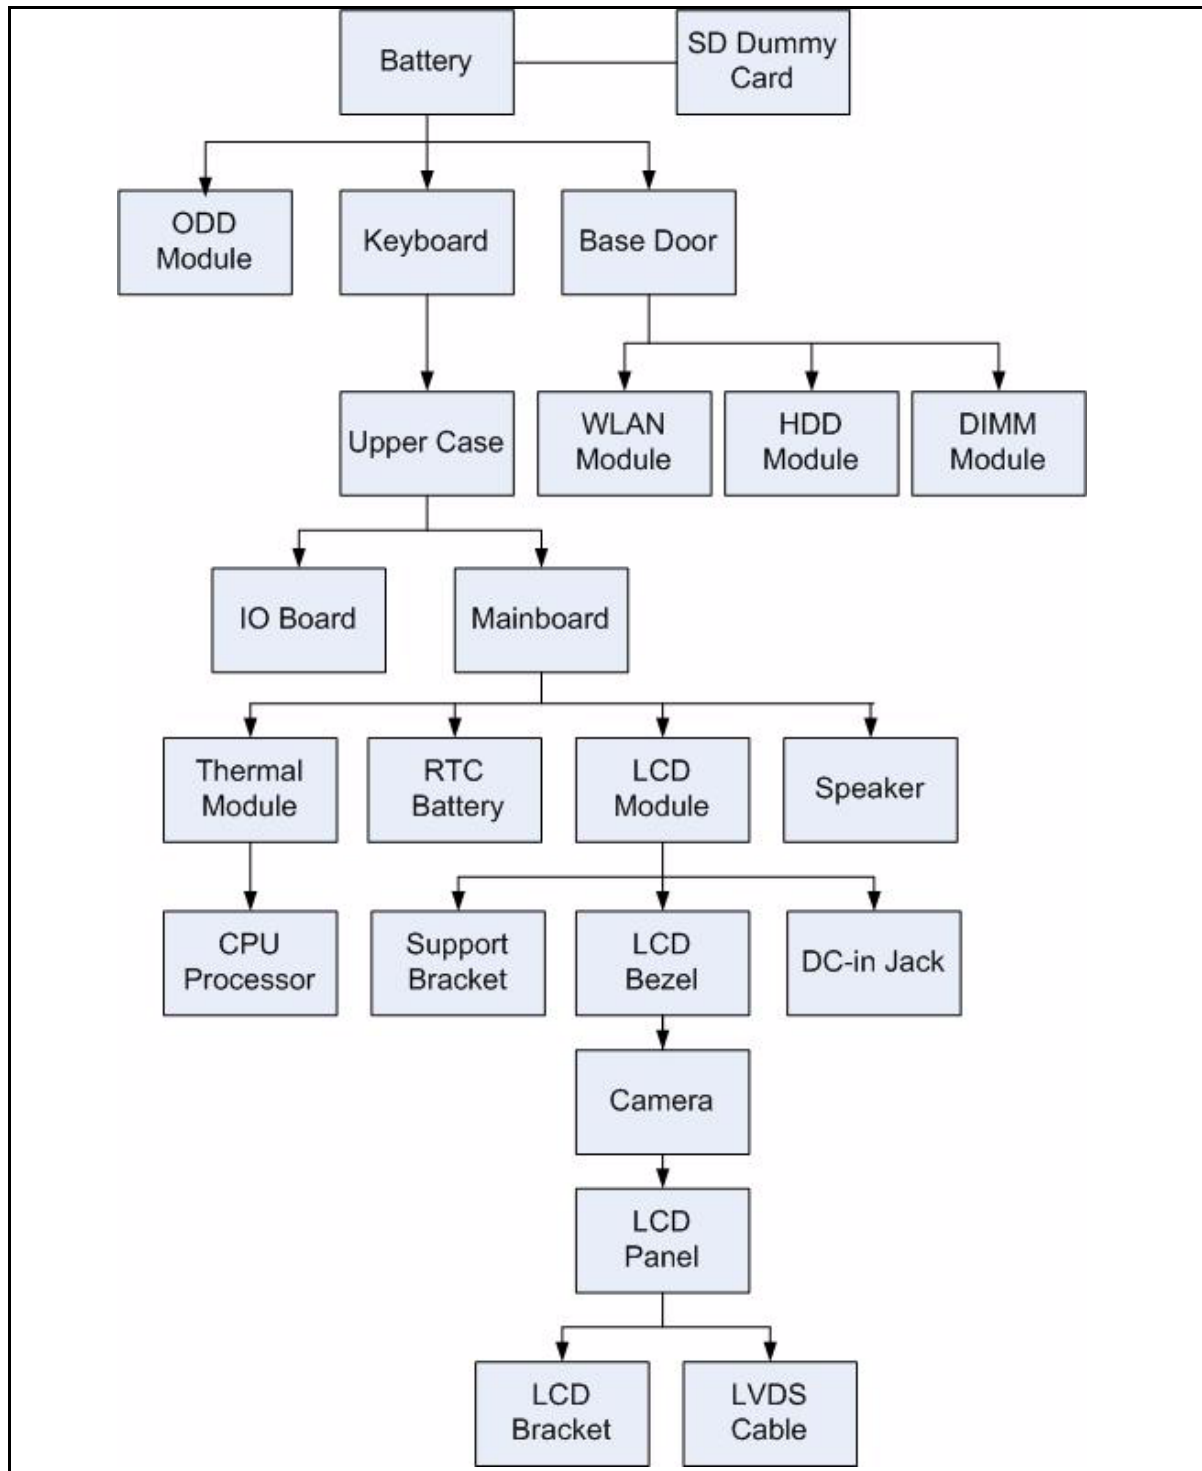 Battery
SD Dummy
Card
ODD
Module
Keyboard
Base Door
Upper Case
WLAN
Module
HDD
Module
DIMM
Module
IO Board
Mainboard
Thermal
Module
RTC
Battery
LCD
Module
Speaker
CPU
Processor
Support
Bracket
LCD
Bezel
DC-in Jack
Camera
LCD
Panel
LCD
Bracket
LVDS
Cable